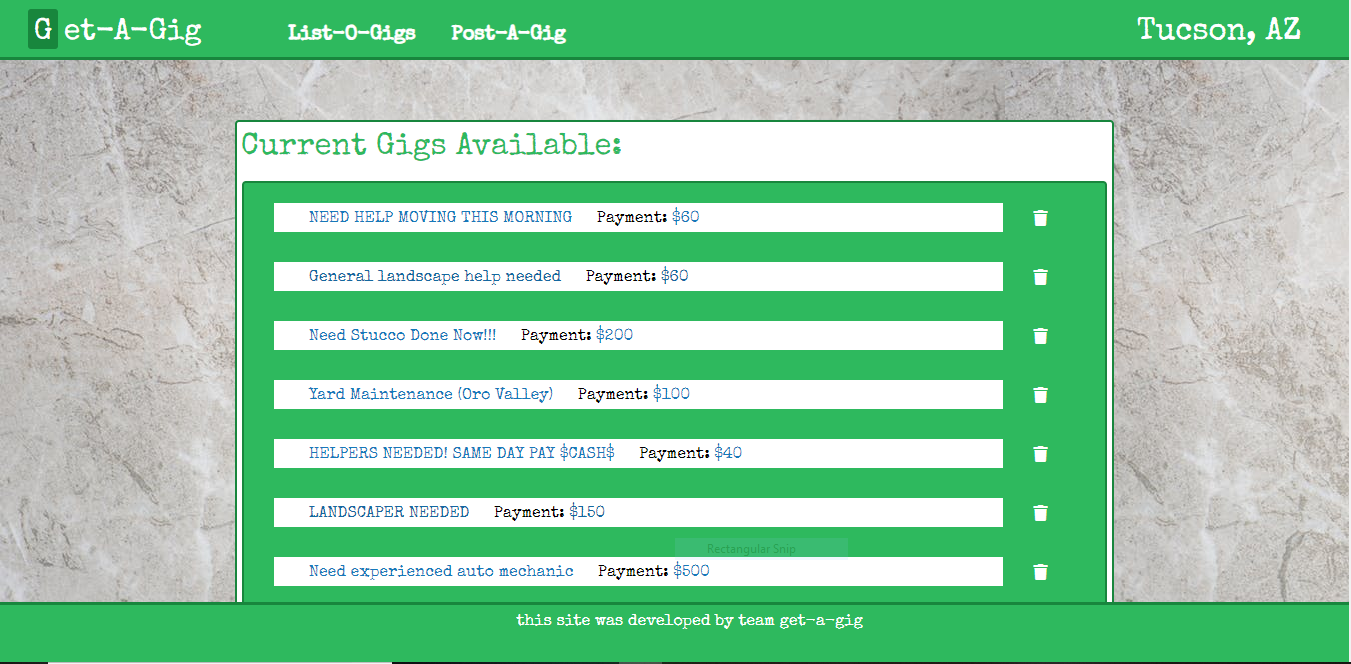 Get-A-Gig List-O-Gigs Post-A-Gig Tucson, AZ
Current Gigs Available:
NEED HELP MOVING THIS MORNING Payment: $60
General landscape help needed Payment: $60
Need Stucco Done Now!!! Payment: $200
Yard Maintenance (Oro Valley) Payment: $100
HELPERS NEEDED! SAME DAY PAY $CASH$ Payment: $40
LANDSCAPER NEEDED Payment: $150
Rectangular Snip
Need experienced auto mechanic Payment: $500
this site was developed by team get-a-gig